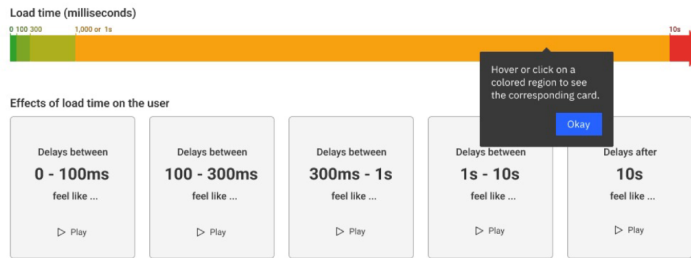 Load time (milliseconds)
0 100 300 1,000 or 1s 10s
Hover or click on a
colored region to see
the corresponding card.
Okay
Effects of load time on the user
Delays between
0 - 100ms
feel like ...
Play
Delays between
100 - 300ms
feel like ...
Play
Delays between
300ms - 1s
feel like ...
Play
Delays between
1s - 10s
feel like ...
Play
Delays after
10s
feel like ...
Play